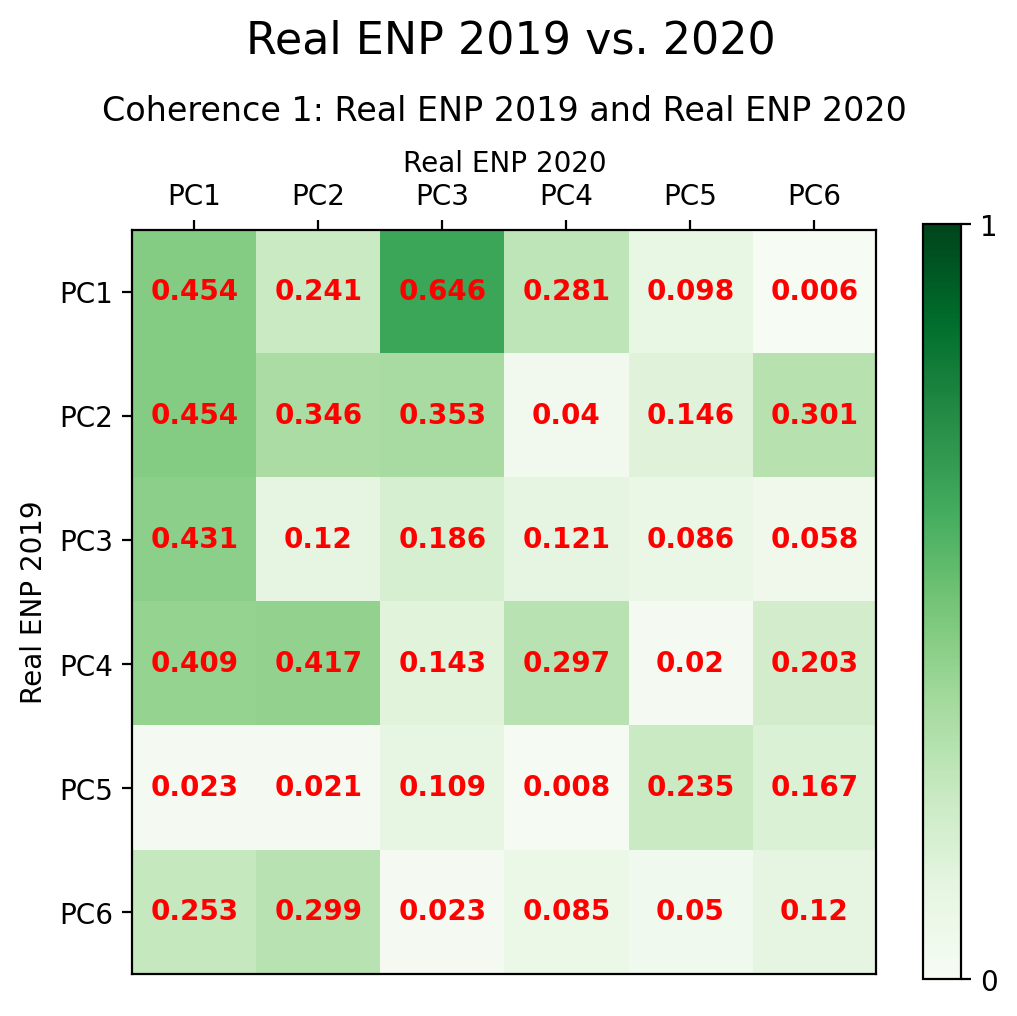 Real ENP 2019 vs. 2020
Coherence 1: Real ENP 2019 and Real ENP 2020
Real ENP 2020
PC1 PC2 PC3 PC4 PC5 PC6
1
PC1 0.454 0.241 0.646 0.281 0.098 0.006
PC2 0.454 0.346 0.353 0.04 0.146 0.301
PC3 0.431 0.12 0.186 0.121 0.086 0.058
Real ENP 2019
PC4 0.409 0.417 0.143 0.297 0.02 0.203
PC5 0.023 0.021 0.109 0.008 0.235 0.167
PC6 0.253 0.299 0.023 0.085 0.05 0.12
0